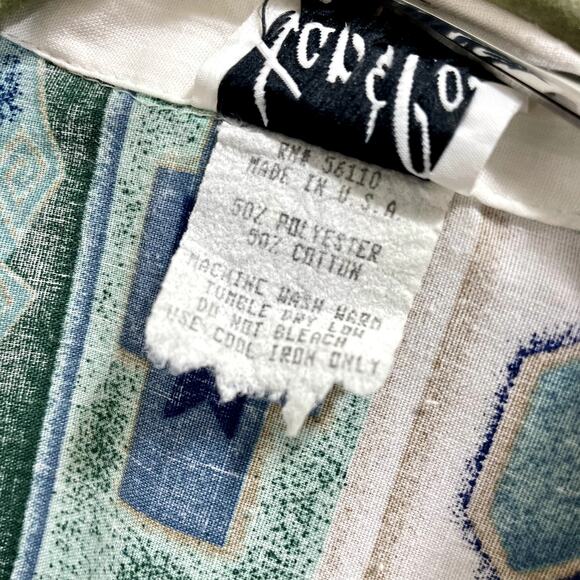 RN# 56110
MADE IN U.S.A.
50% POLYESTER
50% COTTON
MACHINE WASH WARM
TUMBLE DRY LOW
DO NOT BLEACH
USE COOL IRON ONLY